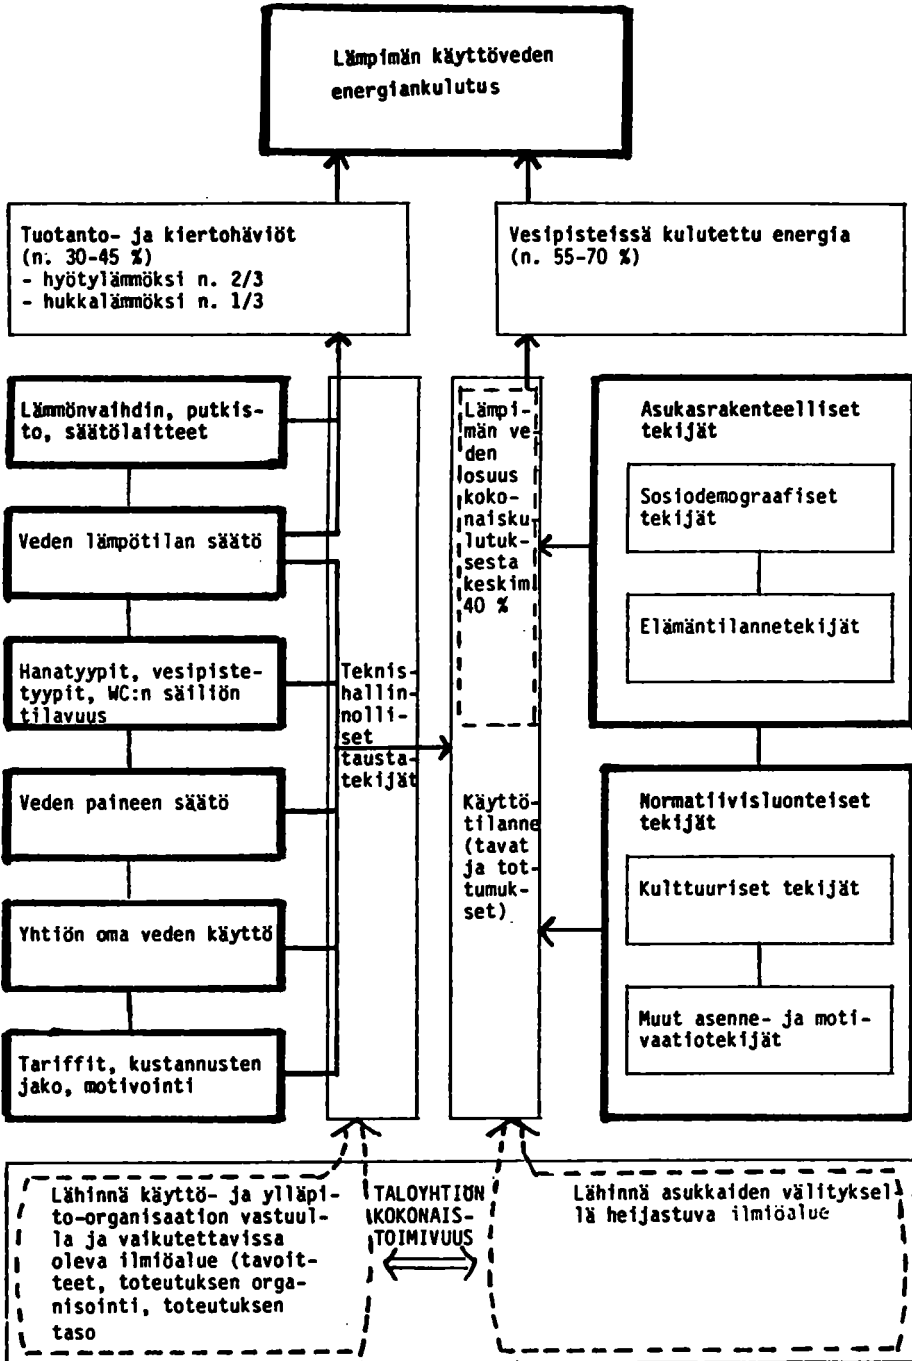 Lämpimän käyttöveden
energiankulutus
Tuotanto- ja kiertohäviöt
(n. 30-45 %)
- hyötylämmöksi n. 2/3
- hukkalämmöksi n. 1/3
Vesipisteissä kulutettu energia
(n. 55-70 %)
Lämmönvaihdin, putkis-
to, säätölaitteet
Veden lämpötilan säätö
Hanatyypit, vesipiste-
tyypit, WC:n säiliön
tilavuus
Veden paineen säätö
Yhtiön oma veden käyttö
Tariffit, kustannusten
jako, motivointi
Teknis-
hallin-
nolli-
set
tausta-
tekijät
Lämpi-
män ve-
den
osuus
koko-
naisku-
lutuk-
sesta
keskim.
40 %
Käyttö-
tilanne
(tavat
ja tot-
tumuk-
set)
Asukasrakenteelliset
tekijät
Sosiodemograafiset
tekijät
Elämäntilannetekijät
Normatiivisluonteiset
tekijät
Kulttuuriset tekijät
Muut asenne- ja moti-
vaatiotekijät
Lähinnä käyttö- ja ylläpi-
to-organisaation vastuul-
la ja vaikutettavissa
oleva ilmiöalue (tavoit-
teet, toteutuksen orga-
nisointi, toteutuksen
taso
TALOYHTIÖN
KOKONAIS-
TOIMIVUUS
Lähinnä asukkaiden välityksel-
lä heijastuva ilmiöalue